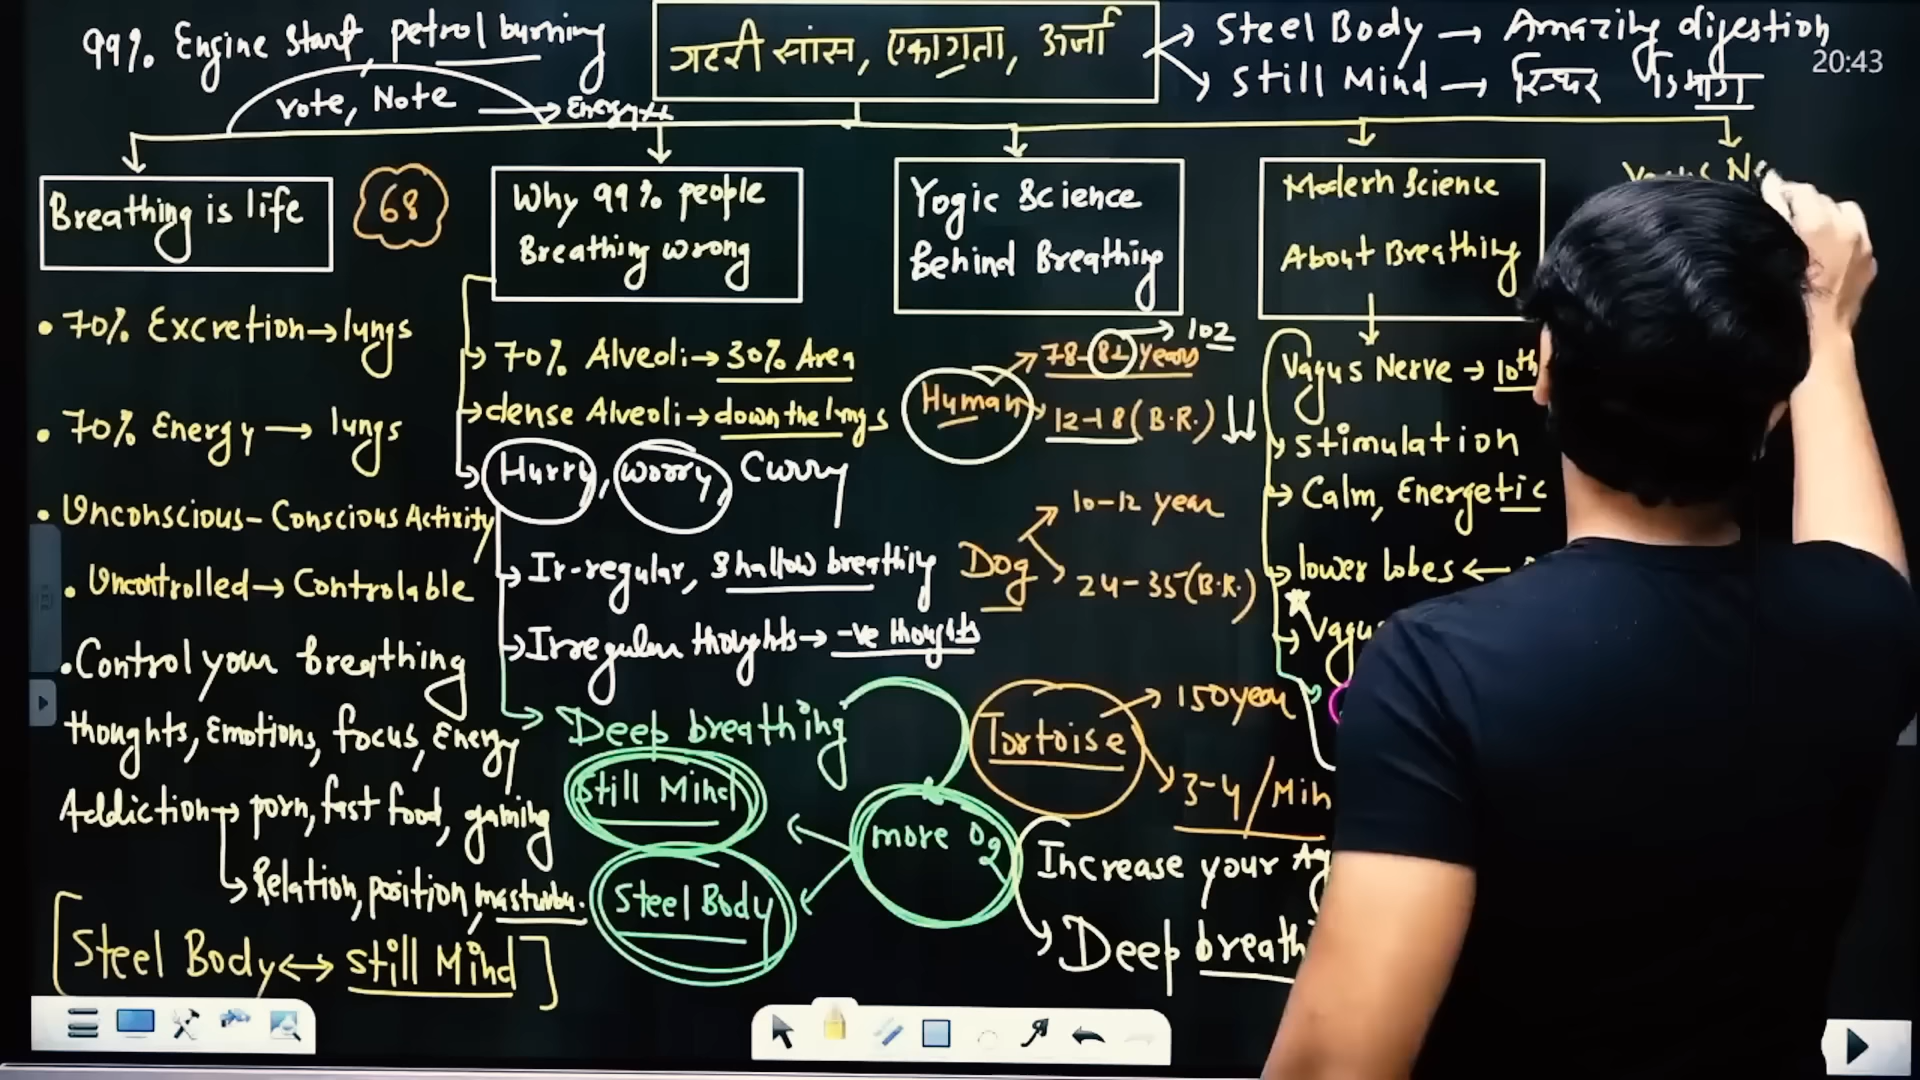 99% Engine start, petrol burning
vote, Note → Energy++
गहरी सांस, एकाग्रता, ऊर्जा
Steel Body → Amazing digestion
Still Mind → स्थिर दिमाग
20:43
Breathing is life
68
• 70% Excretion → lungs
• 70% Energy → lungs
• Unconscious - Conscious Activity
• Uncontrolled → Controlable
• Control your breathing
thoughts, Emotions, focus, Energy
Addiction → porn, fast food, gaming
→ Relation, position, masturba.
[Steel Body ↔ still Mind]
Why 99% people
Breathing wrong
→ 70% Alveoli → 30% Area
→ dense Alveoli → down the lungs
→ Hurry, worry, Curry
→ Ir-regular, Shallow breathing
→ Irregular thoughts → -ve thoughts
→ Deep breathing
still Mind
Steel Body
more O2
Yogic Science
Behind Breathing
Human → 78-82 years → 102
→ 12-18 (B.R.) ↓↓
Dog → 10-12 year
→ 24-35 (B.R.)
Tortoise → 150 year
→ 3-4/Min
Increase your Ag
→ Deep breath
Modern Science
About Breathing
Vagus Nerve → 10th
→ stimulation
→ Calm, Energetic
→ lower lobes ←
→ Vagus
Vagus Ne